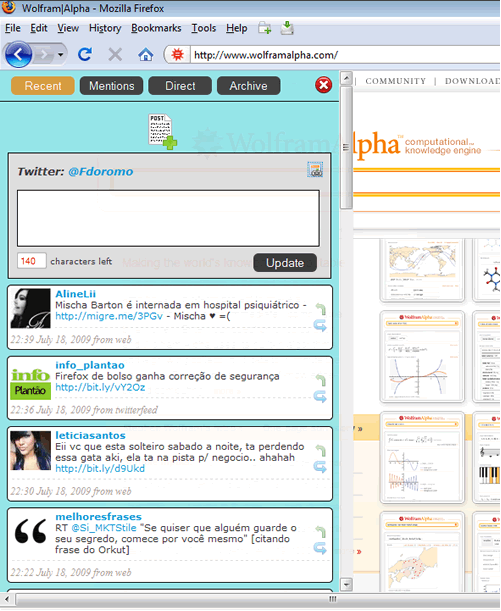 Wolfram|Alpha - Mozilla Firefox
File Edit View History Bookmarks Tools Help
http://www.wolframalpha.com/
Recent Mentions Direct Archive
| COMMUNITY | DOWNLOAD
POST
WolframAlpha™ computational...
knowledge engine
Twitter: @Fdoromo
140 characters left
Update
AlineLii
Mischa Barton é internada em hospital psiquiátrico -
http://migre.me/3PGv - Mischa ♥ =(
22:39 July 18, 2009 from web
info_plantao
info
Plantão
Firefox de bolso ganha correção de segurança
http://bit.ly/vY2Oz
22:36 July 18, 2009 from twitterfeed
leticiasantos
Eii vc que esta solteiro sabado a noite, ta perdendo
essa gata aki, ela ta na pista p/ negocio.. ahahah
http://bit.ly/d9Ukd
22:30 July 18, 2009 from web
melhoresfrases
RT @Si_MKTStile "Se quiser que alguém guarde o
seu segredo, comece por você mesmo" [citando
frase do Orkut]
22:22 July 18, 2009 from web